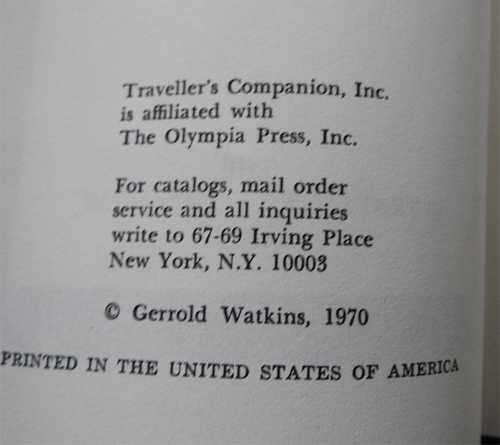 Traveller's Companion, Inc.
is affiliated with
The Olympia Press, Inc.
For catalogs, mail order
service and all inquiries
write to 67-69 Irving Place
New York, N.Y. 10003
© Gerrold Watkins, 1970
PRINTED IN THE UNITED STATES OF AMERICA